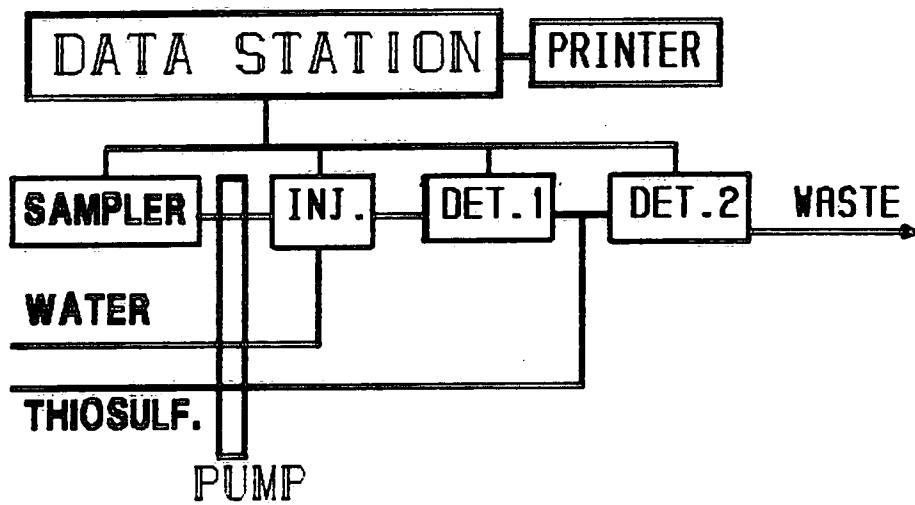 DATA STATION
PRINTER
SAMPLER
INJ.
DET.1
DET.2
WASTE
WATER
THIOSULF.
PUMP